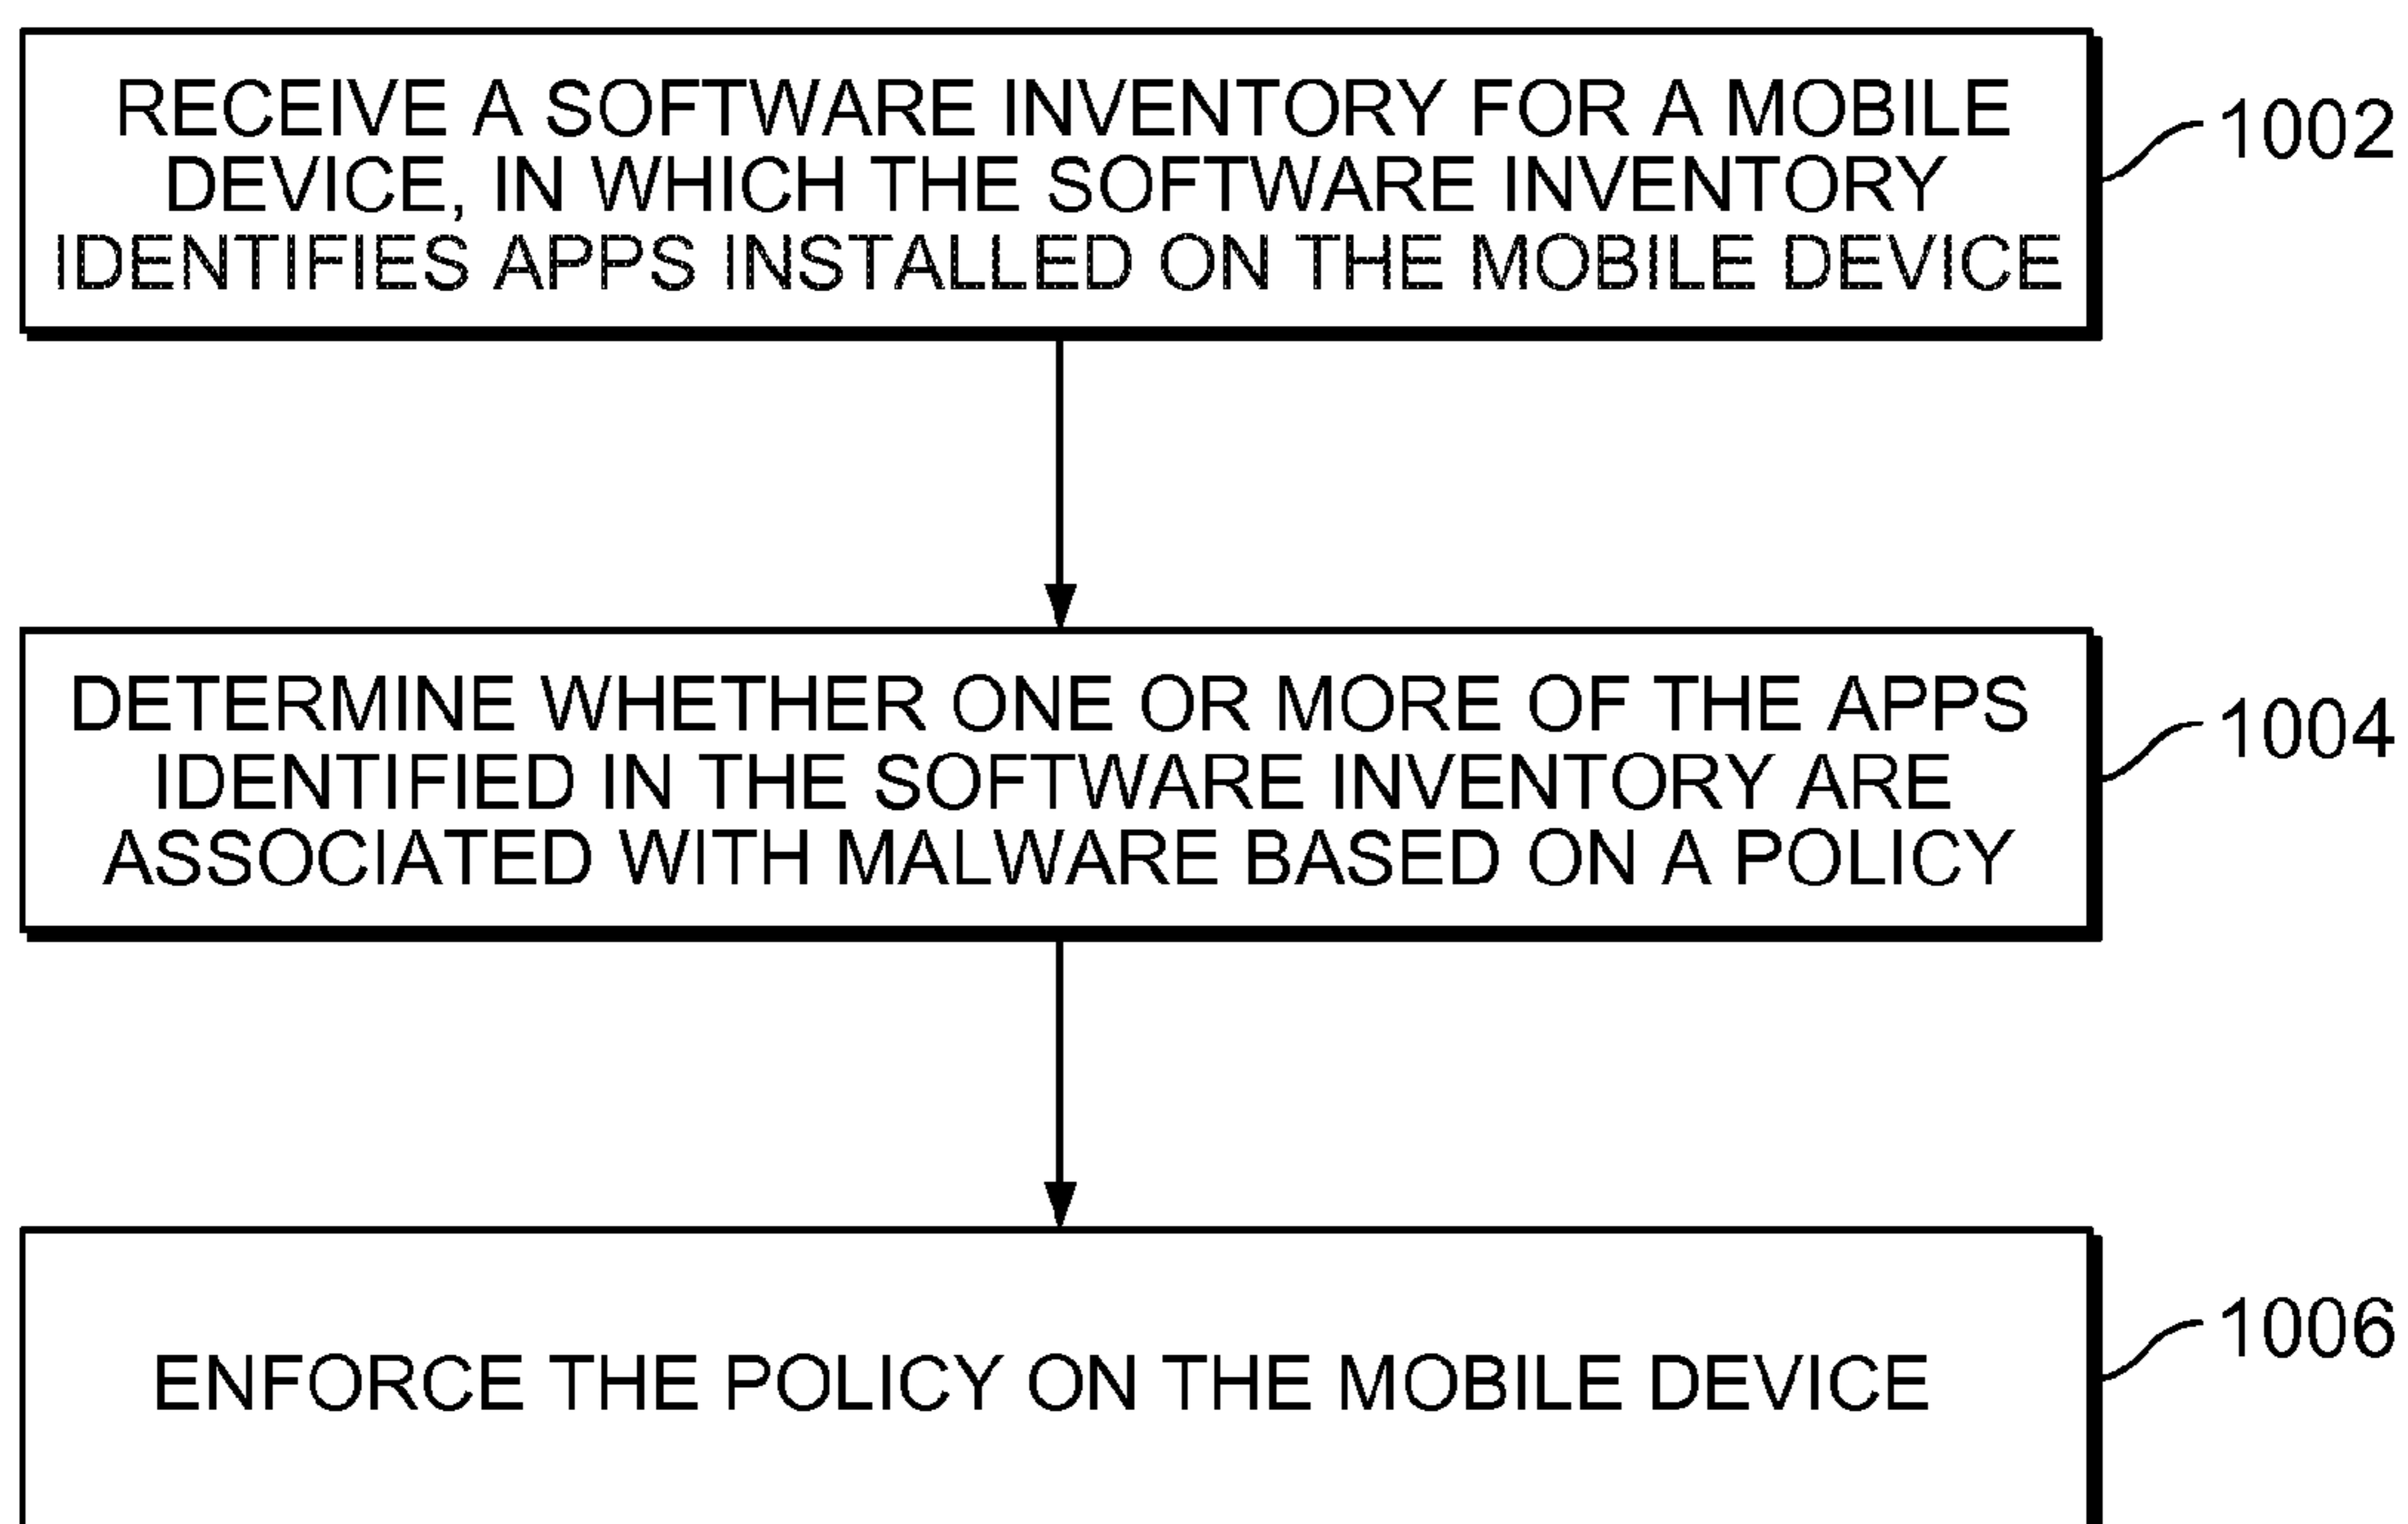 RECEIVE A SOFTWARE INVENTORY FOR A MOBILE
DEVICE, IN WHICH THE SOFTWARE INVENTORY
IDENTIFIES APPS INSTALLED ON THE MOBILE DEVICE
1002
DETERMINE WHETHER ONE OR MORE OF THE APPS
IDENTIFIED IN THE SOFTWARE INVENTORY ARE
ASSOCIATED WITH MALWARE BASED ON A POLICY
1004
ENFORCE THE POLICY ON THE MOBILE DEVICE
1006